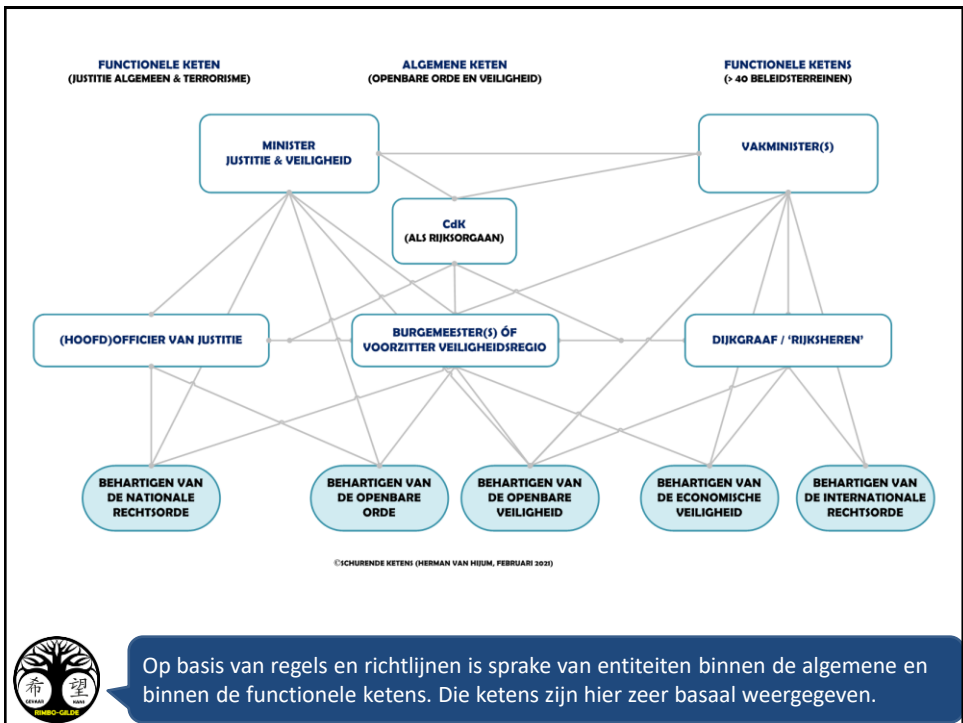 FUNCTIONELE KETEN
(JUSTITIE ALGEMEEN & TERRORISME)
ALGEMENE KETEN
(OPENBARE ORDE EN VEILIGHEID)
FUNCTIONELE KETENS
(> 40 BELEIDSTERREINEN)
MINISTER
JUSTITIE & VEILIGHEID
VAKMINISTER(S)
CdK
(ALS RIJKSORGAAN)
(HOOFD)OFFICIER VAN JUSTITIE
BURGEMEESTER(S) ÓF
VOORZITTER VEILIGHEIDSREGIO
DIJKGRAAF / ‘RIJKSHEREN’
BEHARTIGEN VAN
DE NATIONALE
RECHTSORDE
BEHARTIGEN VAN
DE OPENBARE
ORDE
BEHARTIGEN VAN
DE OPENBARE
VEILIGHEID
BEHARTIGEN VAN
DE ECONOMISCHE
VEILIGHEID
BEHARTIGEN VAN
DE INTERNATIONALE
RECHTSORDE
©SCHURENDE KETENS (HERMAN VAN HIJUM, FEBRUARI 2021)
希 望
GEVAAR KANS
RIMBO-GILDE
Op basis van regels en richtlijnen is sprake van entiteiten binnen de algemene en
binnen de functionele ketens. Die ketens zijn hier zeer basaal weergegeven.